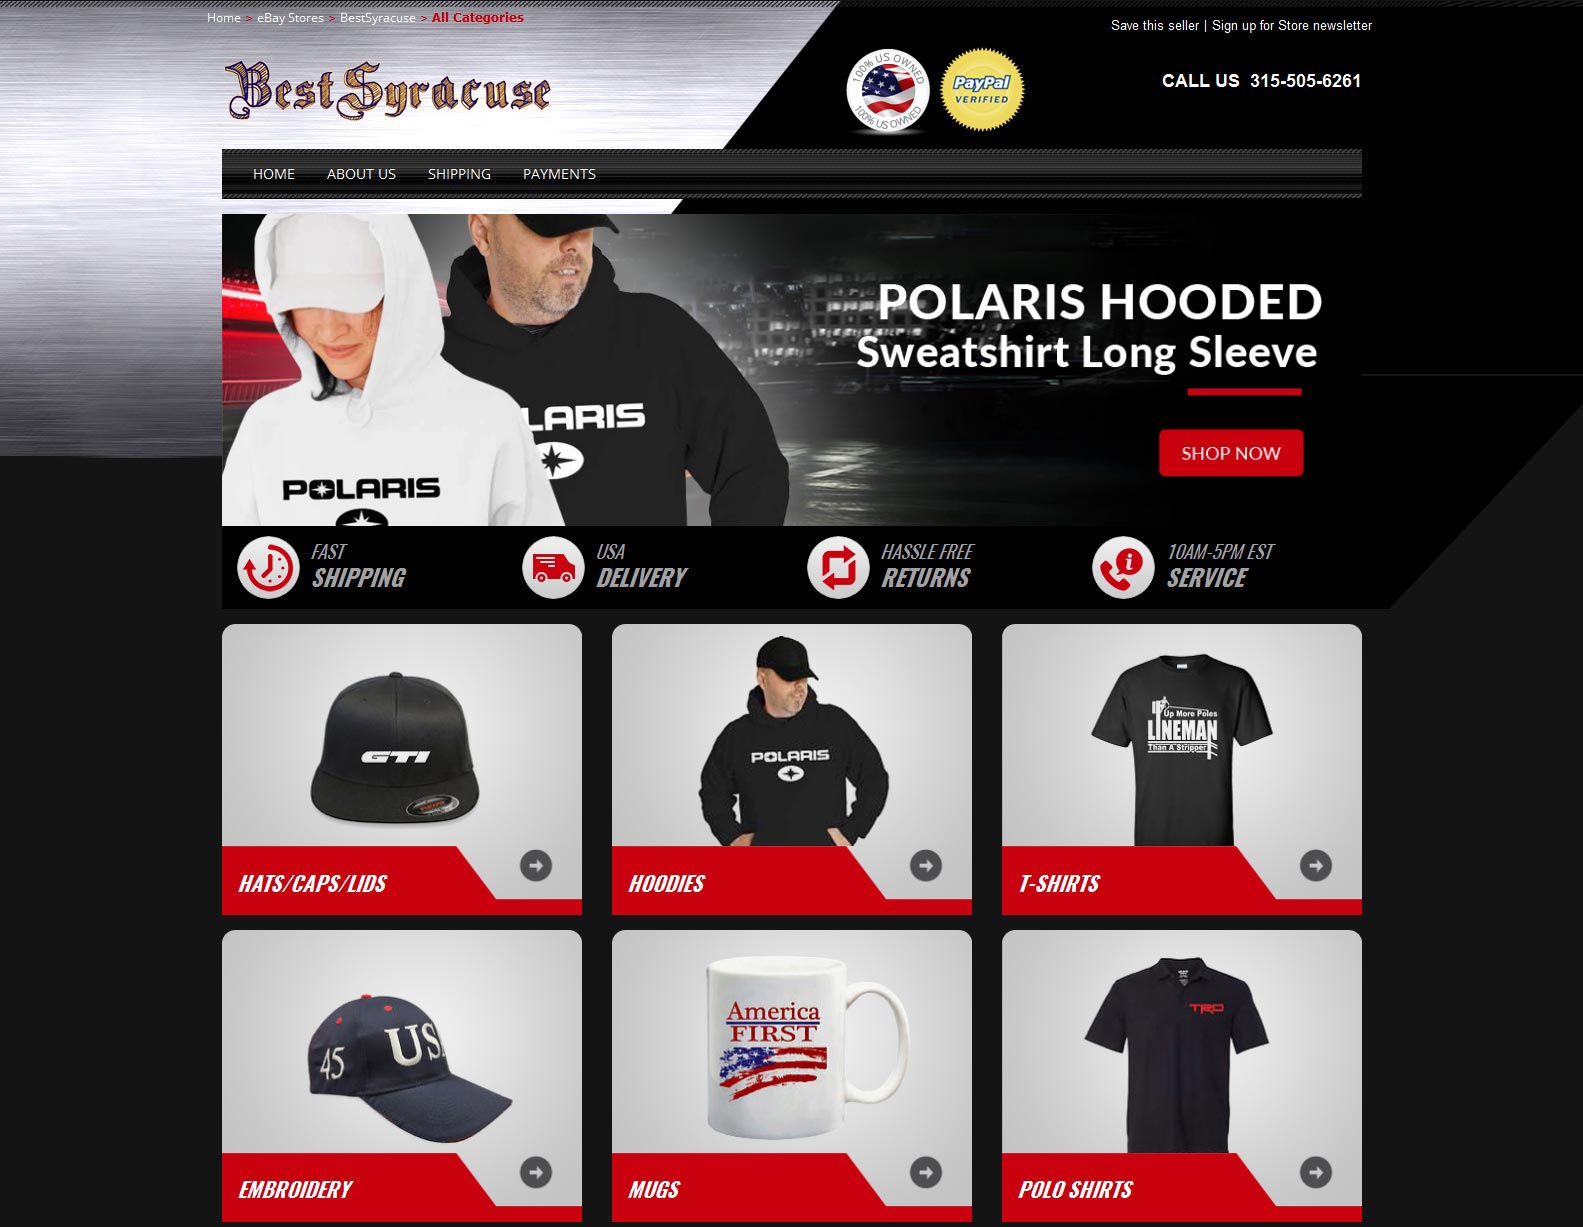 Home > eBay Stores > BestSyracuse > All Categories
Save this seller | Sign up for Store newsletter
Best Syracuse
100% US OWNED
100% US OWNED
PayPal
VERIFIED
CALL US 315-505-6261
HOME ABOUT US SHIPPING PAYMENTS
POLARIS HOODED
Sweatshirt Long Sleeve
LARIS
POLARIS
SHOP NOW
FAST
SHIPPING
USA
DELIVERY
HASSLE FREE
RETURNS
10AM-5PM EST
SERVICE
GTI
HATS/CAPS/LIDS
POLARIS
HOODIES
Up More Poles
LINEMAN
Than A Stripper
T-SHIRTS
45
US
EMBROIDERY
America
FIRST
MUGS
TRD
POLO SHIRTS